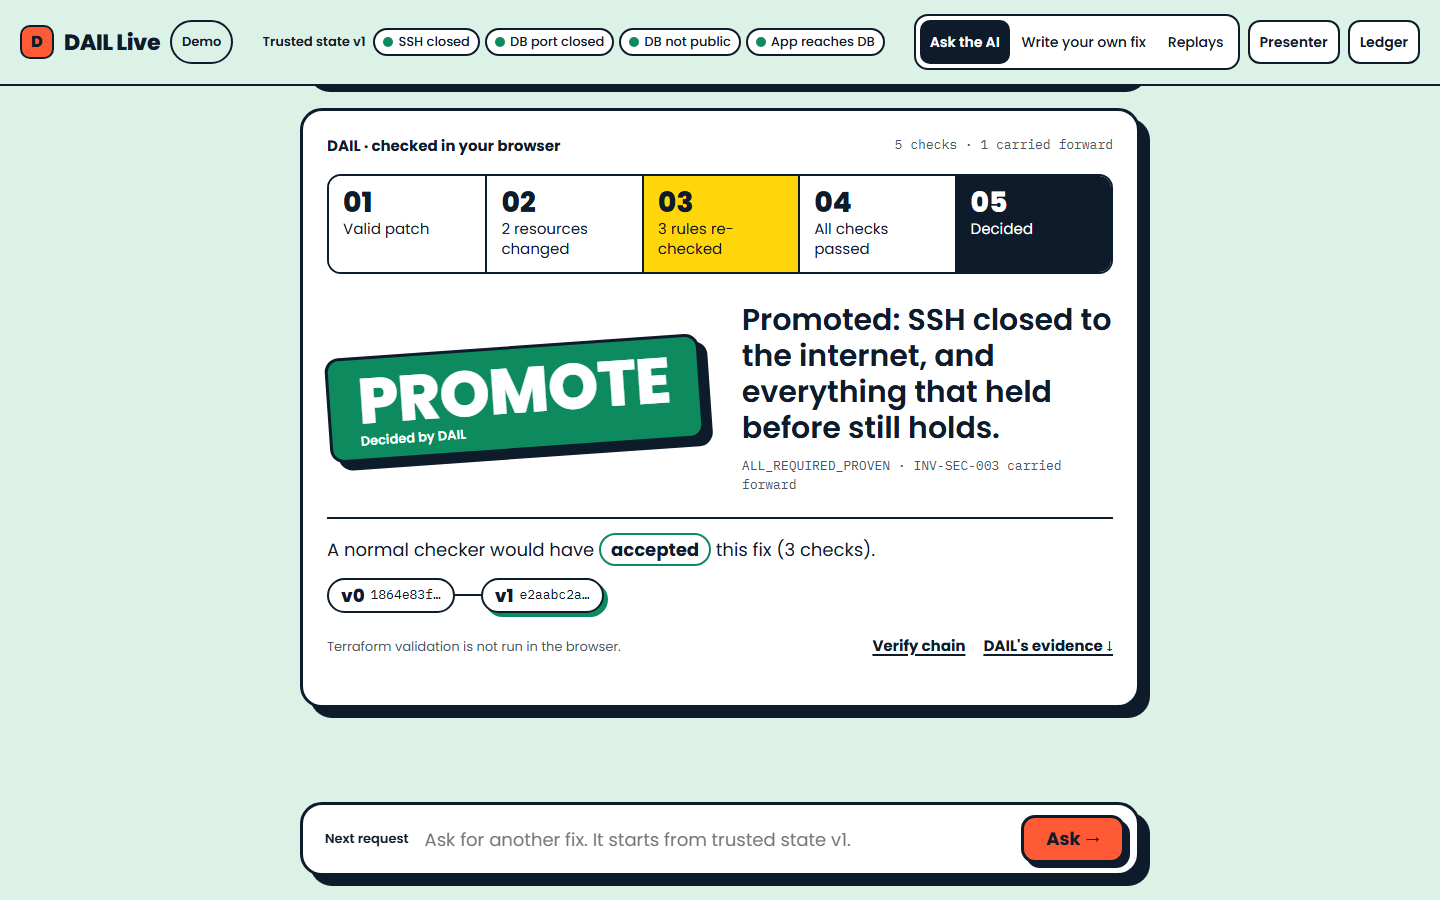 D DAIL Live Demo Trusted state v1 SSH closed DB port closed DB not public App reaches DB Ask the AI Write your own fix Replays Presenter Ledger
DAIL · checked in your browser 5 checks · 1 carried forward
01
Valid patch
02
2 resources
changed
03
3 rules re-
checked
04
All checks
passed
05
Decided
PROMOTE
Decided by DAIL
Promoted: SSH closed to
the internet, and
everything that held
before still holds.
ALL_REQUIRED_PROVEN · INV-SEC-003 carried
forward
A normal checker would have accepted this fix (3 checks).
v0 1864e83f… v1 e2aabc2a…
Terraform validation is not run in the browser. Verify chain DAIL's evidence ↓
Next request Ask for another fix. It starts from trusted state v1. Ask →